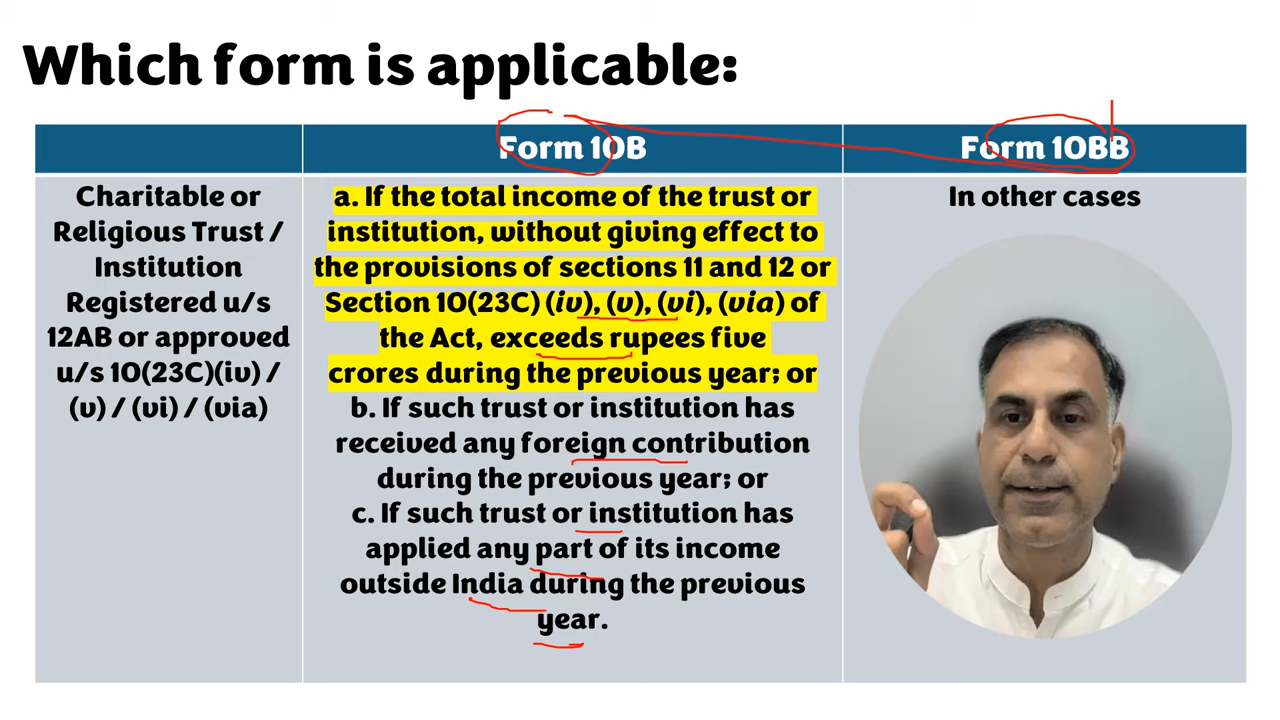 Which form is applicable:
Form 10B
Form 10BB
Charitable or
Religious Trust /
Institution
Registered u/s
12AB or approved
u/s 10(23C)(iv) /
(v) / (vi) / (via)
a. If the total income of the trust or
institution, without giving effect to
the provisions of sections 11 and 12 or
Section 10(23C) (iv), (v), (vi), (via) of
the Act, exceeds rupees five
crores during the previous year; or
b. If such trust or institution has
received any foreign contribution
during the previous year; or
c. If such trust or institution has
applied any part of its income
outside India during the previous
year.
In other cases